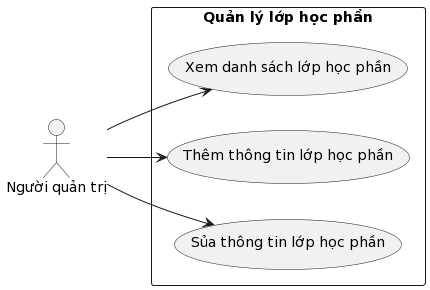 Quản lý lớp học phần
Xem danh sách lớp học phần
Thêm thông tin lớp học phần
Người quản trị
Sủa thông tin lớp học phần